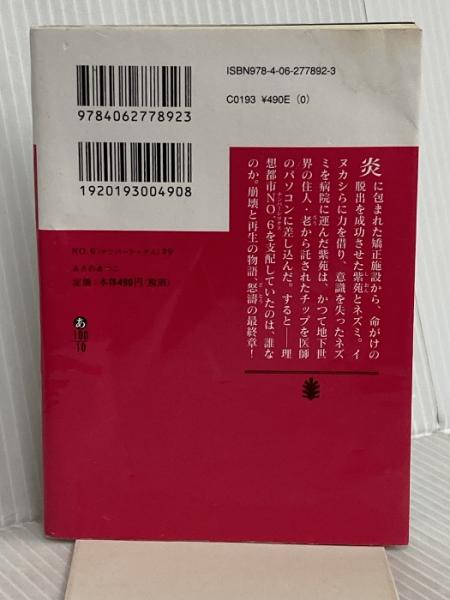 ISBN978-4-06-277892-3
C0193 ¥490E (0)
9784062778923
1920193004908
NO.6〔ナンバーシックス〕#9
あさのあつこ
定価：本体490円（税別）
あ
100
10
炎に包まれた矯正施設から、命がけの
脱出を成功させた紫苑とネズミ。イ
ヌカシらに力を借り、意識を失ったネズ
ミを病院に運んだ紫苑は、かつて地下世
界の住人・老から託されたチップを医師
のパソコンに差し込んだ。すると――理
想都市NO.6を支配していたのは、誰な
のか。崩壊と再生の物語、怒濤の最終章！